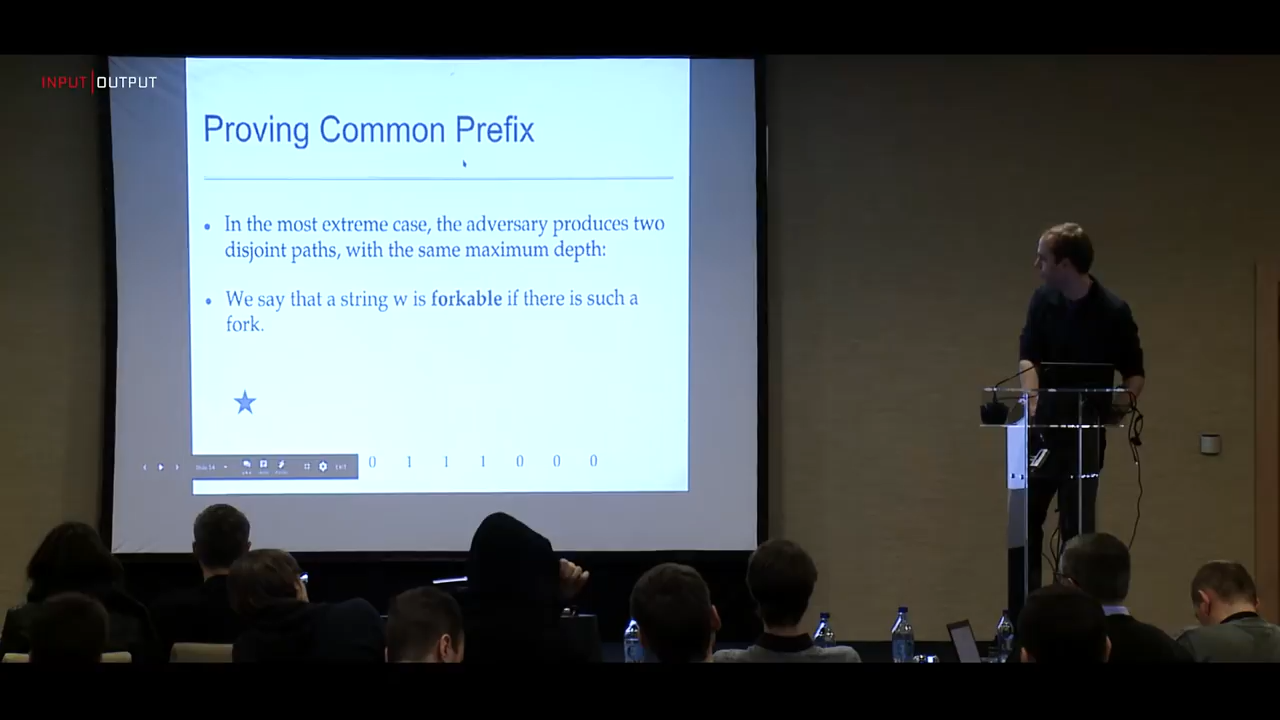 INPUT | OUTPUT
Proving Common Prefix
• In the most extreme case, the adversary produces two
disjoint paths, with the same maximum depth:
• We say that a string w is forkable if there is such a
fork.
0 1 1 1 0 0 0